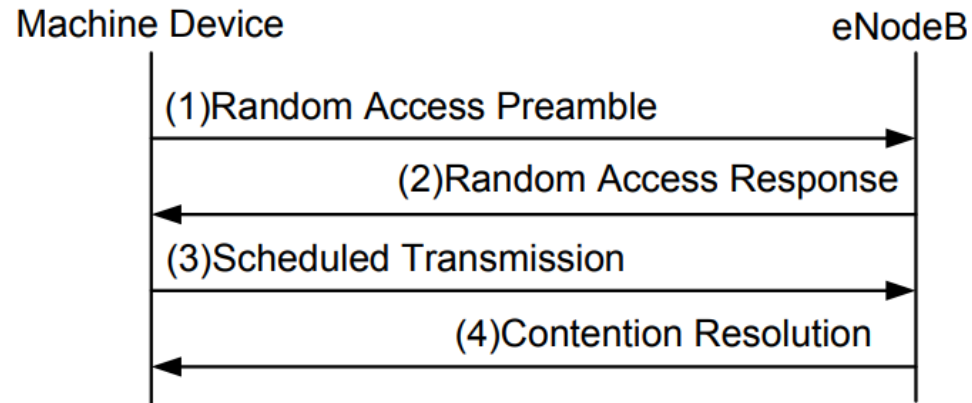 Machine Device
eNodeB
(1)Random Access Preamble
(2)Random Access Response
(3)Scheduled Transmission
(4)Contention Resolution